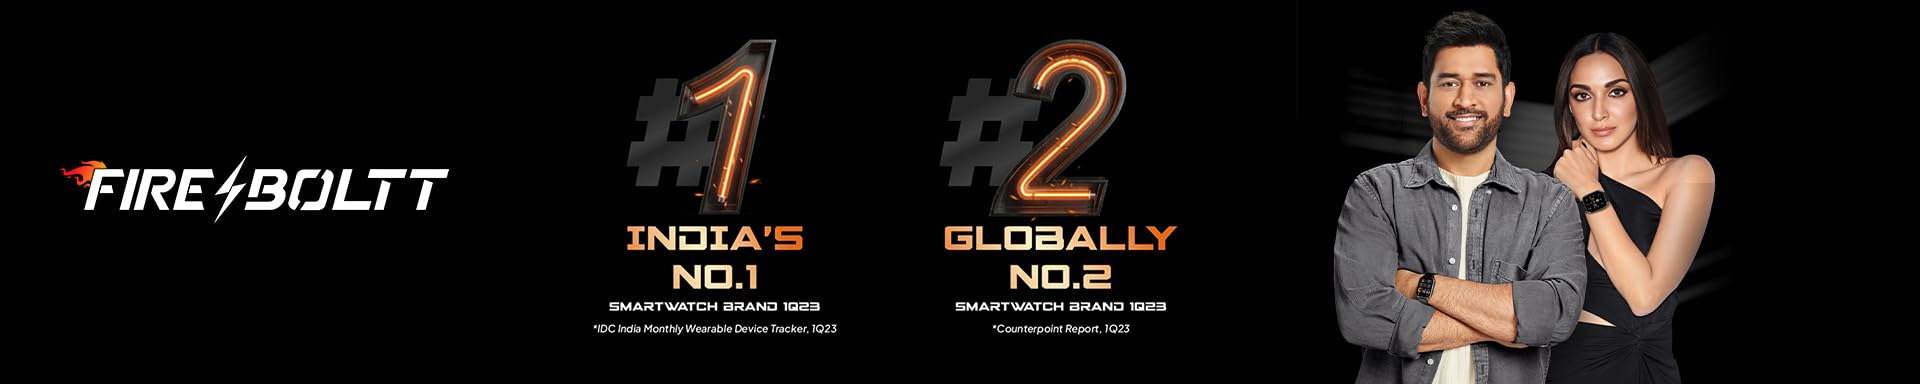 FIRE BOLTT
#1
INDIA'S
NO.1
SMARTWATCH BRAND 1Q23
*IDC India Monthly Wearable Device Tracker, 1Q23
#2
GLOBALLY
NO.2
SMARTWATCH BRAND 1Q23
*Counterpoint Report, 1Q23